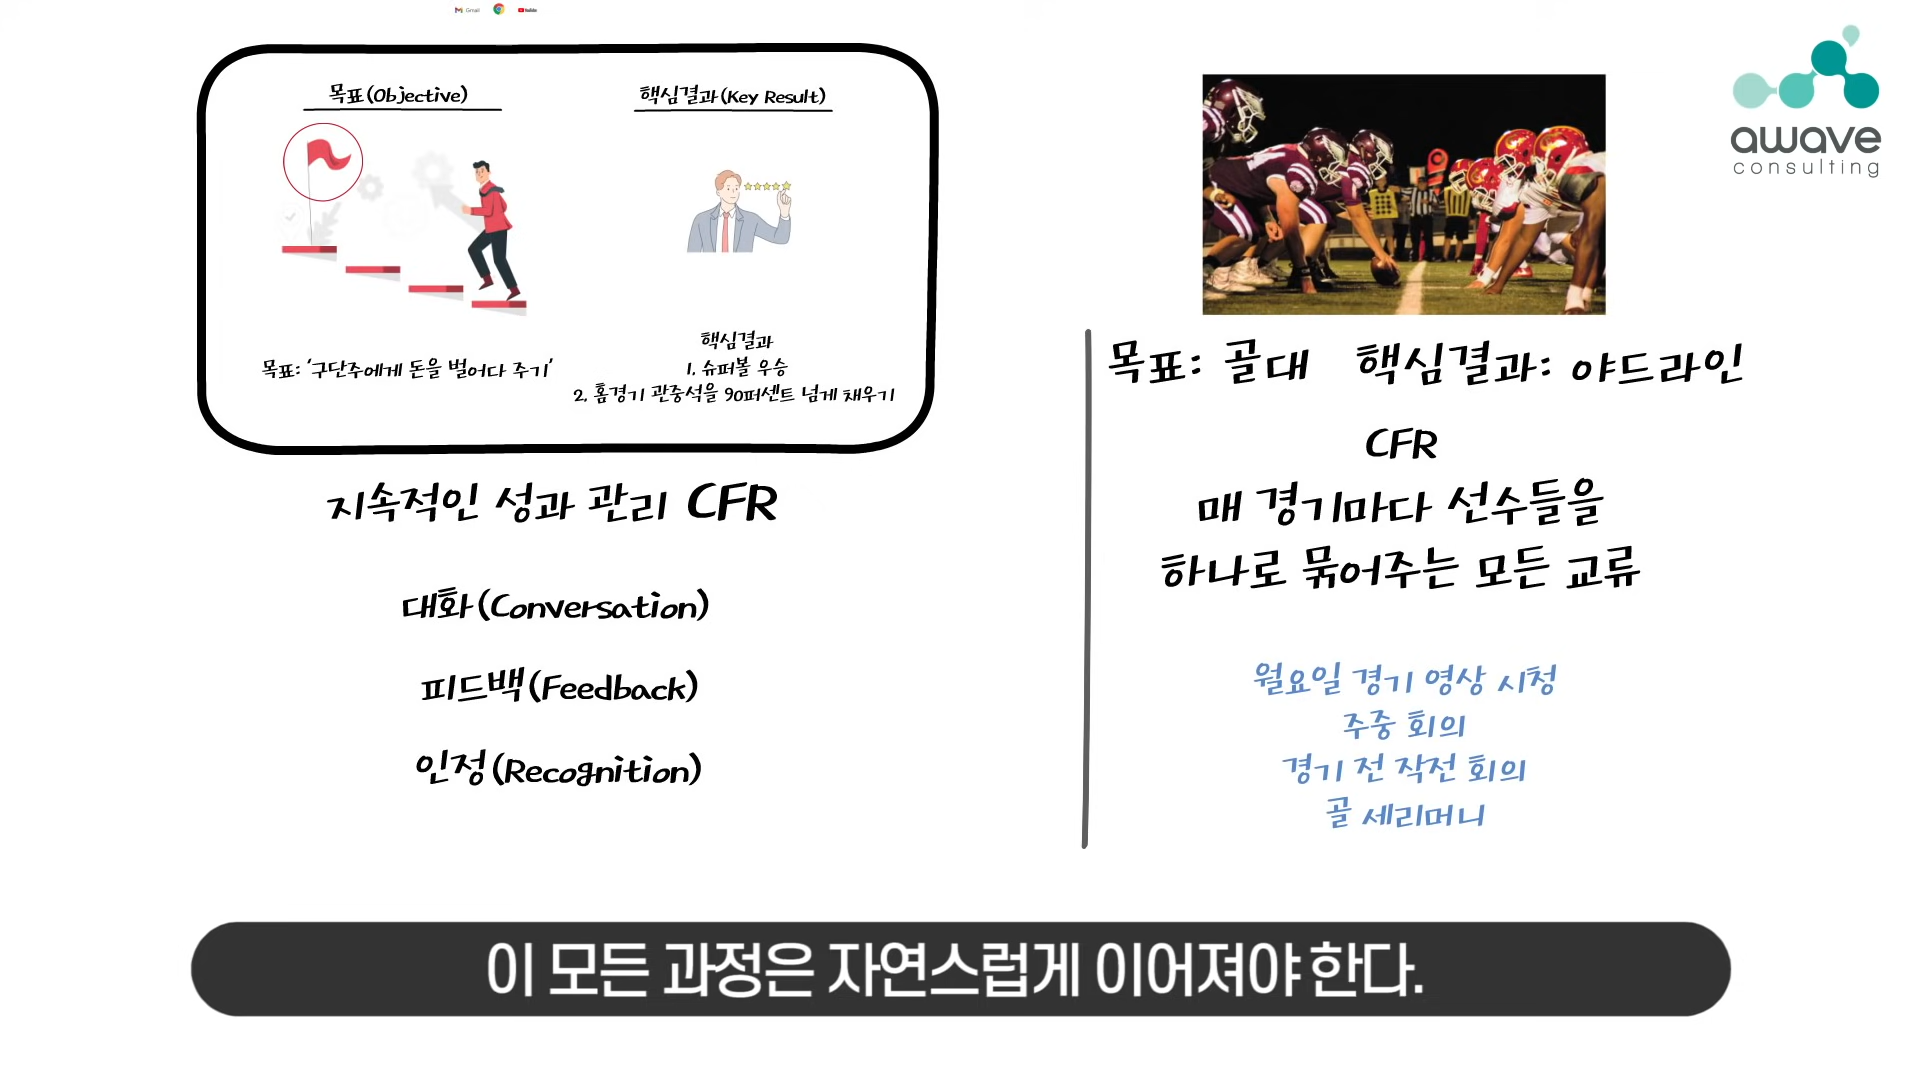 Gmail
YouTube
목표(Objective)
핵심결과(Key Result)
목표: '구단주에게 돈을 벌어다 주기'
핵심결과
1. 슈퍼볼 우승
2. 홈경기 관중석을 90퍼센트 넘게 채우기
지속적인 성과 관리 CFR
대화(Conversation)
피드백(Feedback)
인정(Recognition)
awave
consulting
목표: 골대 핵심결과: 야드라인
CFR
매 경기마다 선수들을
하나로 묶어주는 모든 교류
월요일 경기 영상 시청
주중 회의
경기 전 작전 회의
골 세리머니
이 모든 과정은 자연스럽게 이어져야 한다.